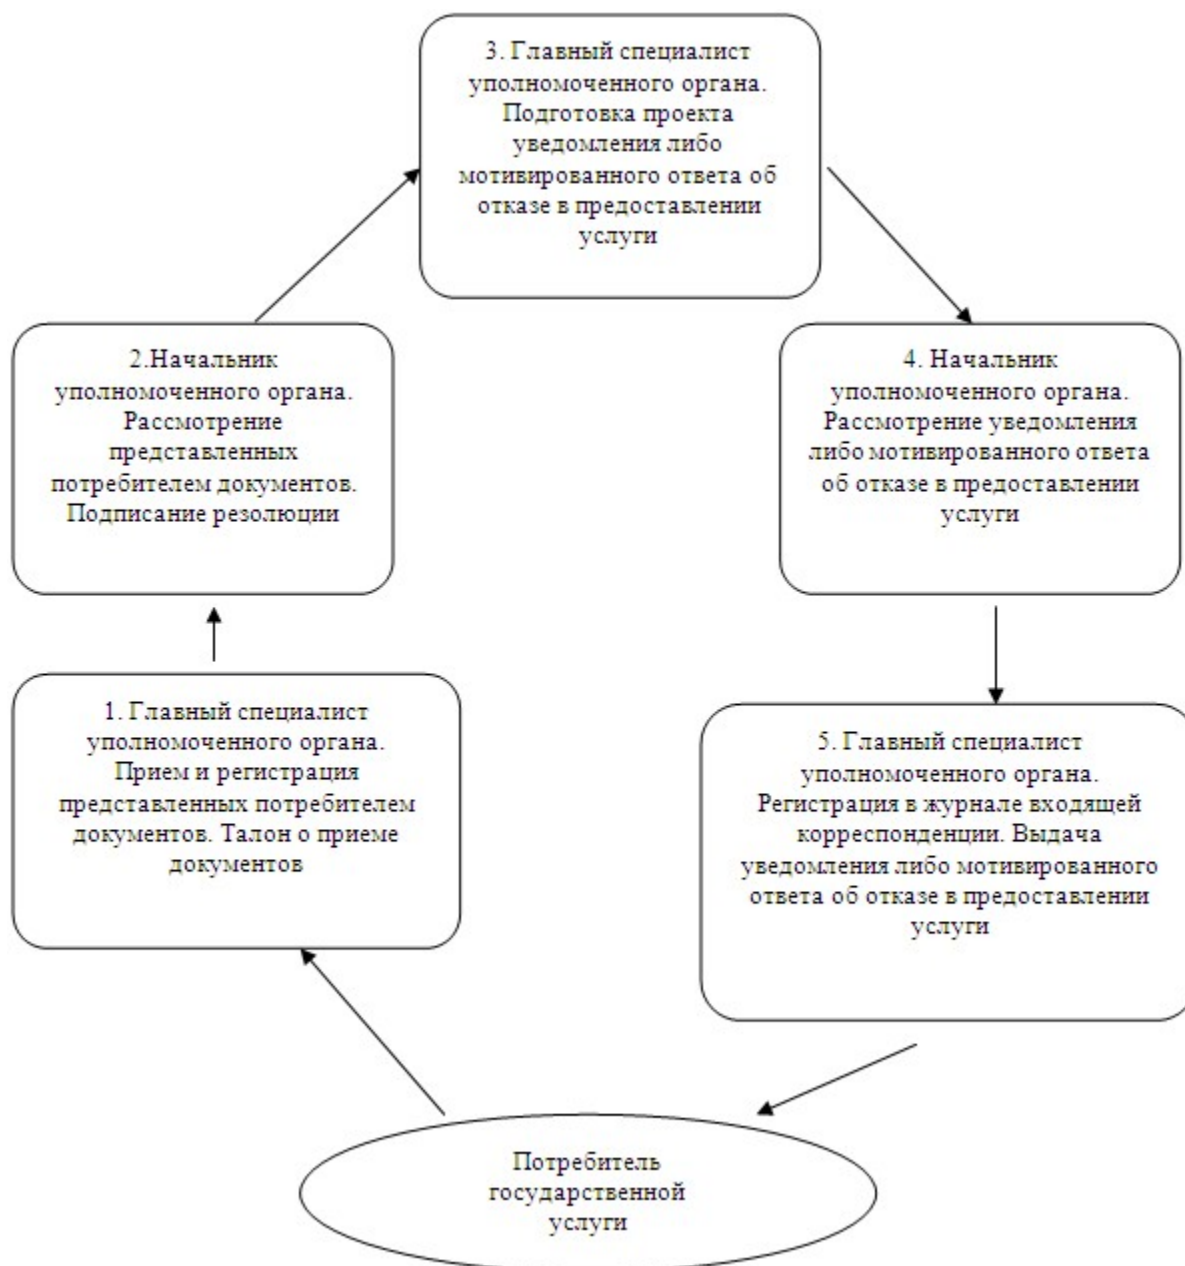 3. Главный специалист
уполномоченного органа.
Подготовка проекта
уведомления либо
мотивированного ответа об
отказе в предоставлении
услуги
2.Начальник
уполномоченного органа.
Рассмотрение
представленных
потребителем документов.
Подписание резолюции
4. Начальник
уполномоченного органа.
Рассмотрение уведомления
либо мотивированного ответа
об отказе в предоставлении
услуги
1. Главный специалист
уполномоченного органа.
Прием и регистрация
представленных потребителем
документов. Талон о приеме
документов
5. Главный специалист
уполномоченного органа.
Регистрация в журнале входящей
корреспонденции. Выдача
уведомления либо мотивированного
ответа об отказе в предоставлении
услуги
Потребитель
государственной
услуги